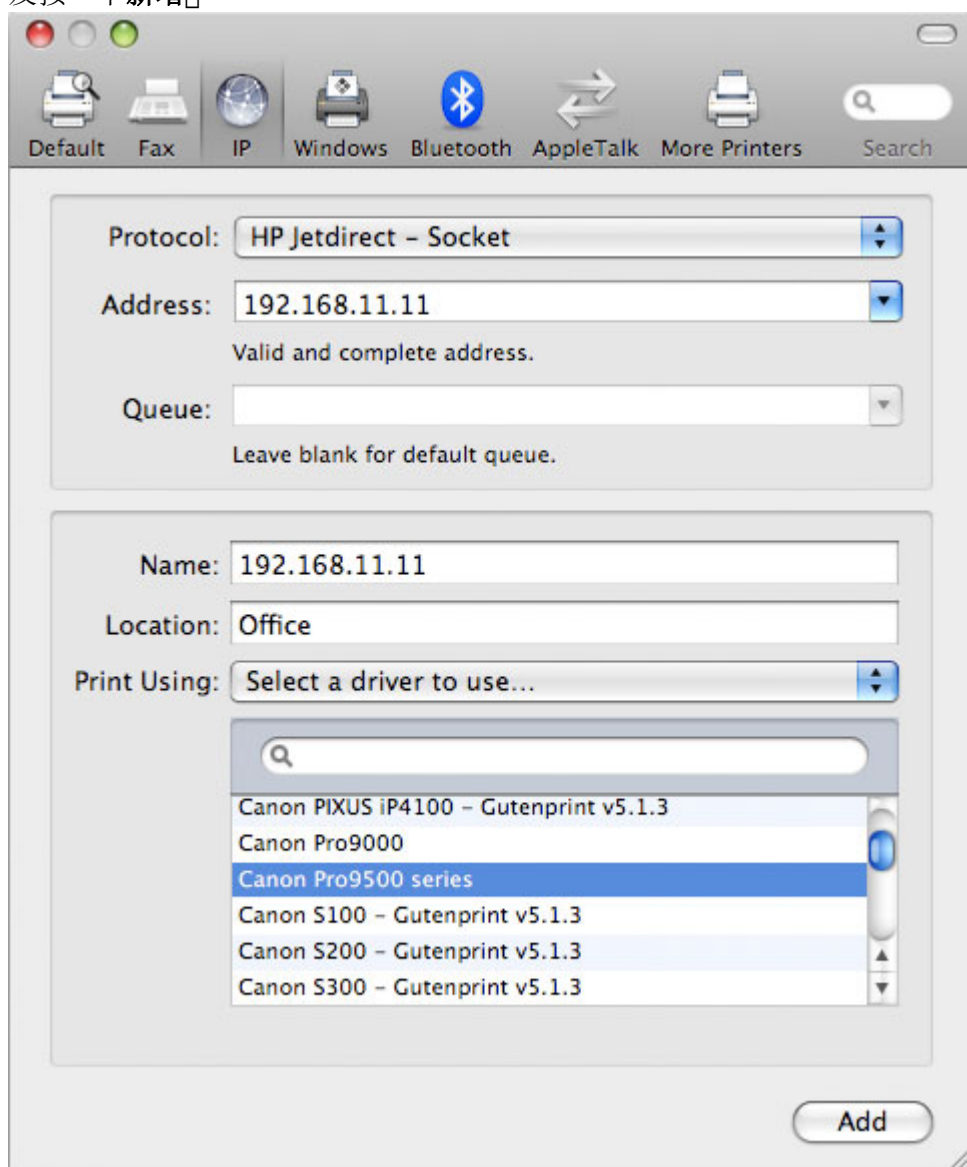 Default Fax IP Windows Bluetooth AppleTalk More Printers Search
Protocol: HP Jetdirect – Socket
Address: 192.168.11.11
Valid and complete address.
Queue:
Leave blank for default queue.
Name: 192.168.11.11
Location: Office
Print Using: Select a driver to use...
Canon PIXUS iP4100 – Gutenprint v5.1.3
Canon Pro9000
Canon Pro9500 series
Canon S100 – Gutenprint v5.1.3
Canon S200 – Gutenprint v5.1.3
Canon S300 – Gutenprint v5.1.3
Add